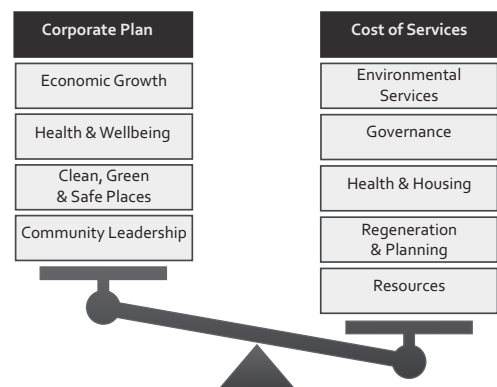 Corporate Plan
Economic Growth
Health & Wellbeing
Clean, Green
& Safe Places
Community Leadership
Cost of Services
Environmental
Services
Governance
Health & Housing
Regeneration
& Planning
Resources